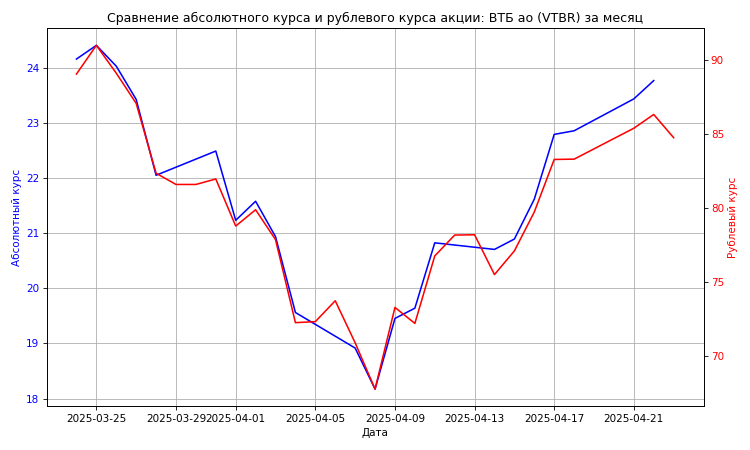 Сравнение абсолютного курса и рублевого курса акции: ВТБ ао (VTBR) за месяц
24
23
22
21
20
19
18
Абсолютный курс
90
85
80
75
70
Рублевый курс
2025-03-25 2025-03-29 2025-04-01 2025-04-05 2025-04-09 2025-04-13 2025-04-17 2025-04-21
Дата